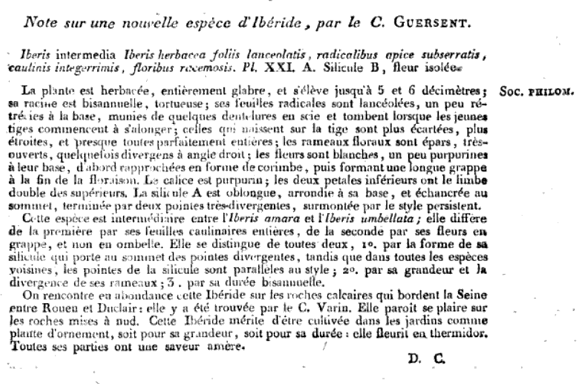 Note sur une nouvelle espèce d'Ibéride, par le C. GUERSENT.
Iberis intermedia Iberis herbacea foliis lanceolatis, radicalibus apice subserratis,
caulinis integerrimis, floribus racemosis. Pl. XXI. A. Silicule B, fleur isolée.
La plante est herbacée, entièrement glabre, et s'élève jusqu'à 5 et 6 décimètres;
Soc. PHILOM.
sa racine est bisannuelle, tortueuse; ses feuilles radicales sont lancéolées, un peu ré-
trécies à la base, munies de quelques dentelures en scie et tombent lorsque les jeunes
tiges commencent à s'alonger; celles qui naissent sur la tige sont plus écartées, plus
étroites, et presque toutes parfaitement entières; les rameaux floraux sont épars, très-
ouverts, quelquefois divergens à angle droit; les fleurs sont blanches, un peu purpurines
à leur base, d'abord rapprochées en forme de corimbe, puis formant une longue grappe
à la fin de la floraison. Le calice est purpurin; les deux petales inférieurs ont le limbe
double des supérieurs. La silicule A est oblongue, arrondie à sa base, et échancrée au
sommet, terminée par deux pointes très-divergentes, surmontée par le style persistent.
Cette espèce est intermédiaire entre l'Iberis amara et l'Iberis umbellata; elle diffère
de la première par ses feuilles caulinaires entières, de la seconde par ses fleurs en
grappe, et non en ombelle. Elle se distingue de toutes deux, 1o. par la forme de sa
silicule qui porte au sommet des pointes divergentes, tandis que dans toutes les espèces
voisines, les pointes de la silicule sont parallèles au style; 2o. par sa grandeur et la
divergence de ses rameaux; 3. par sa durée bisannuelle.
On rencontre en abondance cette Ibéride sur les roches calcaires qui bordent la Seine
entre Rouen et Duclair: elle y a été trouvée par le C. Varin. Elle paroît se plaire sur
les roches mises à nud. Cette Ibéride mérite d'être cultivée dans les jardins comme
plante d'ornement, soit pour sa grandeur, soit pour sa durée: elle fleurit en thermidor.
Toutes ses parties ont une saveur amère.
D. C.